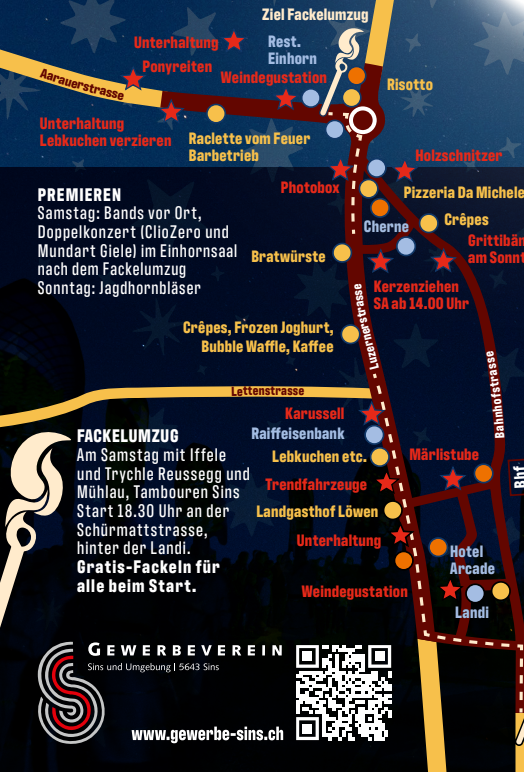 Ziel Fackelumzug
Unterhaltung
Rest.
Einhorn
Ponyreiten
Weindegustation
Risotto
Aarauerstrasse
Unterhaltung
Lebkuchen verzieren
Raclette vom Feuer
Barbetrieb
Holzschnitzer
Photobox
Pizzeria Da Michele
PREMIEREN
Samstag: Bands vor Ort,
Doppelkonzert (ClioZero und
Mundart Giele) im Einhornsaal
nach dem Fackelumzug
Sonntag: Jagdhornbläser
Cherne
Crêpes
Grittibän
am Sonnt
Bratwürste
Kerzenziehen
SA ab 14.00 Uhr
Luzernerstrasse
Crêpes, Frozen Joghurt,
Bubble Waffle, Kaffee
Bahnhofstrasse
Lettenstrasse
Karussell
Raiffeisenbank
Lebkuchen etc.
Märlistube
Trendfahrzeuge
Bhf
Landgasthof Löwen
Unterhaltung
Hotel
Arcade
Weindegustation
Landi
FACKELUMZUG
Am Samstag mit Iffele
und Trychle Reussegg und
Mühlau, Tambouren Sins
Start 18.30 Uhr an der
Schürmattstrasse,
hinter der Landi.
Gratis-Fackeln für
alle beim Start.
GEWERBEVEREIN
Sins und Umgebung | 5643 Sins
www.gewerbe-sins.ch